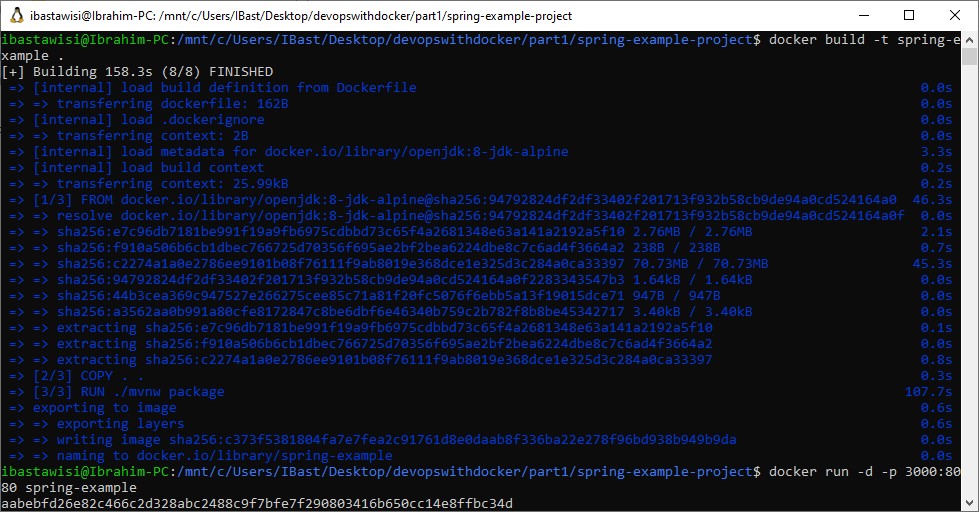 ibastawisi@Ibrahim-PC: /mnt/c/Users/IBast/Desktop/devopswithdocker/part1/spring-example-project
ibastawisi@Ibrahim-PC:/mnt/c/Users/IBast/Desktop/devopswithdocker/part1/spring-example-project$ docker build -t spring-e
xample .
[+] Building 158.3s (8/8) FINISHED
=> [internal] load build definition from Dockerfile 0.0s
=> => transferring dockerfile: 162B 0.0s
=> [internal] load .dockerignore 0.0s
=> => transferring context: 2B 0.0s
=> [internal] load metadata for docker.io/library/openjdk:8-jdk-alpine 3.3s
=> [internal] load build context 0.2s
=> => transferring context: 25.99kB 0.2s
=> [1/3] FROM docker.io/library/openjdk:8-jdk-alpine@sha256:94792824df2df33402f201713f932b58cb9de94a0cd524164a0 46.3s
=> => resolve docker.io/library/openjdk:8-jdk-alpine@sha256:94792824df2df33402f201713f932b58cb9de94a0cd524164a0f 0.0s
=> => sha256:e7c96db7181be991f19a9fb6975cdbbd73c65f4a2681348e63a141a2192a5f10 2.76MB / 2.76MB 2.1s
=> => sha256:f910a506b6cb1dbec766725d70356f695ae2bf2bea6224dbe8c7c6ad4f3664a2 238B / 238B 0.7s
=> => sha256:c2274a1a0e2786ee9101b08f76111f9ab8019e368dce1e325d3c284a0ca33397 70.73MB / 70.73MB 45.3s
=> => sha256:94792824df2df33402f201713f932b58cb9de94a0cd524164a0f2283343547b3 1.64kB / 1.64kB 0.0s
=> => sha256:44b3cea369c947527e266275cee85c71a81f20fc5076f6ebb5a13f19015dce71 947B / 947B 0.0s
=> => sha256:a3562aa0b991a80cfe8172847c8be6dbf6e46340b759c2b782f8b8be45342717 3.40kB / 3.40kB 0.0s
=> => extracting sha256:e7c96db7181be991f19a9fb6975cdbbd73c65f4a2681348e63a141a2192a5f10 0.1s
=> => extracting sha256:f910a506b6cb1dbec766725d70356f695ae2bf2bea6224dbe8c7c6ad4f3664a2 0.0s
=> => extracting sha256:c2274a1a0e2786ee9101b08f76111f9ab8019e368dce1e325d3c284a0ca33397 0.8s
=> [2/3] COPY . . 0.3s
=> [3/3] RUN ./mvnw package 107.7s
=> exporting to image 0.6s
=> => exporting layers 0.6s
=> => writing image sha256:c373f5381804fa7e7fea2c91761d8e0daab8f336ba22e278f96bd938b949b9da 0.0s
=> => naming to docker.io/library/spring-example 0.0s
ibastawisi@Ibrahim-PC:/mnt/c/Users/IBast/Desktop/devopswithdocker/part1/spring-example-project$ docker run -d -p 3000:80
80 spring-example
aabebfd26e82c466c2d328abc2488c9f7bfe7f290803416b650cc14e8ffbc34d